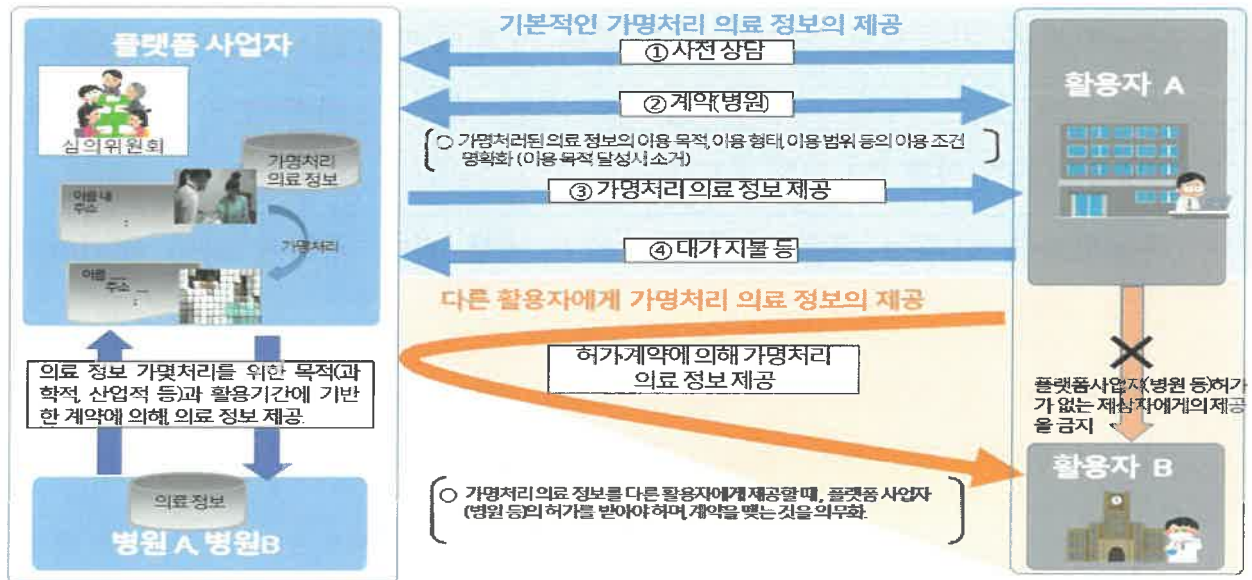 기본적인 가명처리 의료 정보의 제공
플랫폼 사업자
심의위원회
가명처리
의료 정보
이름 내
주소
:
가명처리
이름 __
주소 __
:
① 사전 상담
② 계약(병원)
○ 가명처러된 의료 정보의 이용 목적, 이용 형태, 이용 범위 등의 이용 조건
명확화 (이용 목적 달성시 소거)
③ 가명처리 의료 정보 제공
④ 대가 지불 등
활용자 A
다른 활용자에게 가명처리 의료 정보의 제공
허가계약에 의해 가명처리
의료 정보 제공
플랫폼사업자(병원 등)허가
가 없는 제삼자에게의 제공
을 금지
의료 정보 가몇처리를 위한 목적(과
학적, 산업적 등)과 활용기간에 기반
한 계약에 의해, 의료 정보 제공.
의료 정보
병원 A, 병원B
○ 가명처리 의료 정보를 다른 활용자에게 제공할 때, 플랫폼 사업자
(병원 등)의 허가를 받아야 하며, 계약을 맺는 것을 의무화.
활용자 B